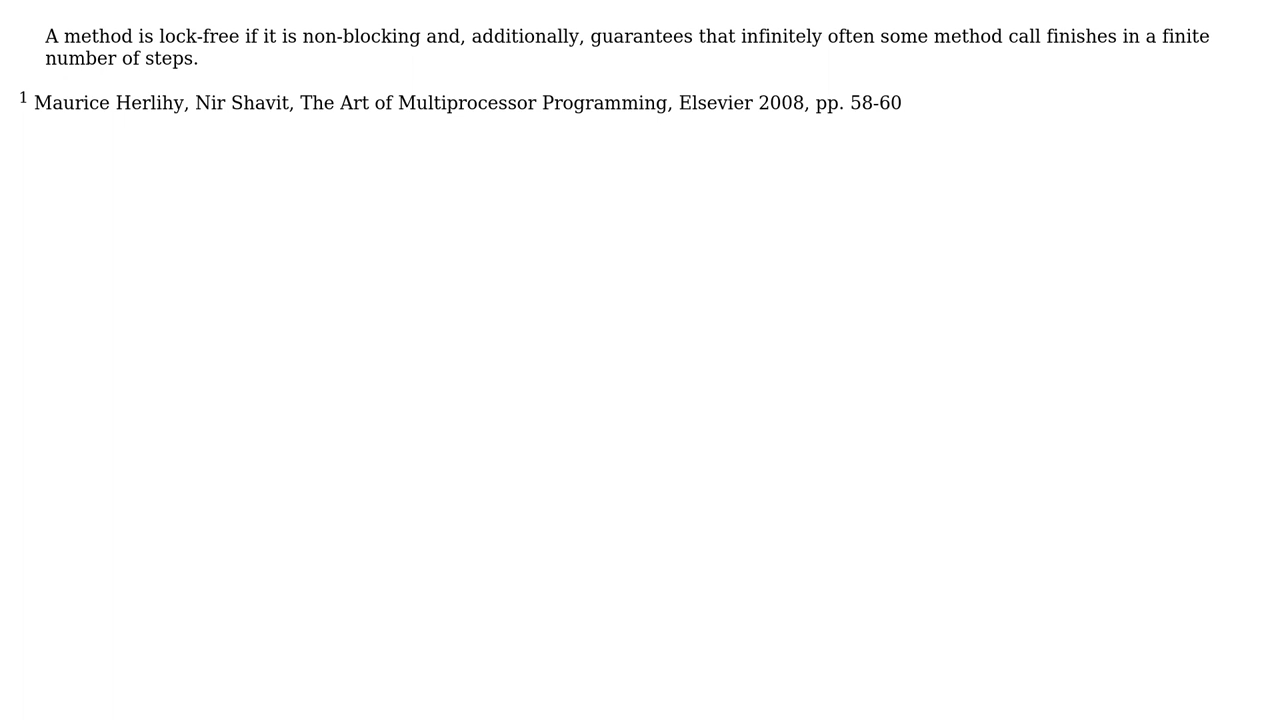 A method is lock-free if it is non-blocking and, additionally, guarantees that infinitely often some method call finishes in a finite
number of steps.
1 Maurice Herlihy, Nir Shavit, The Art of Multiprocessor Programming, Elsevier 2008, pp. 58-60